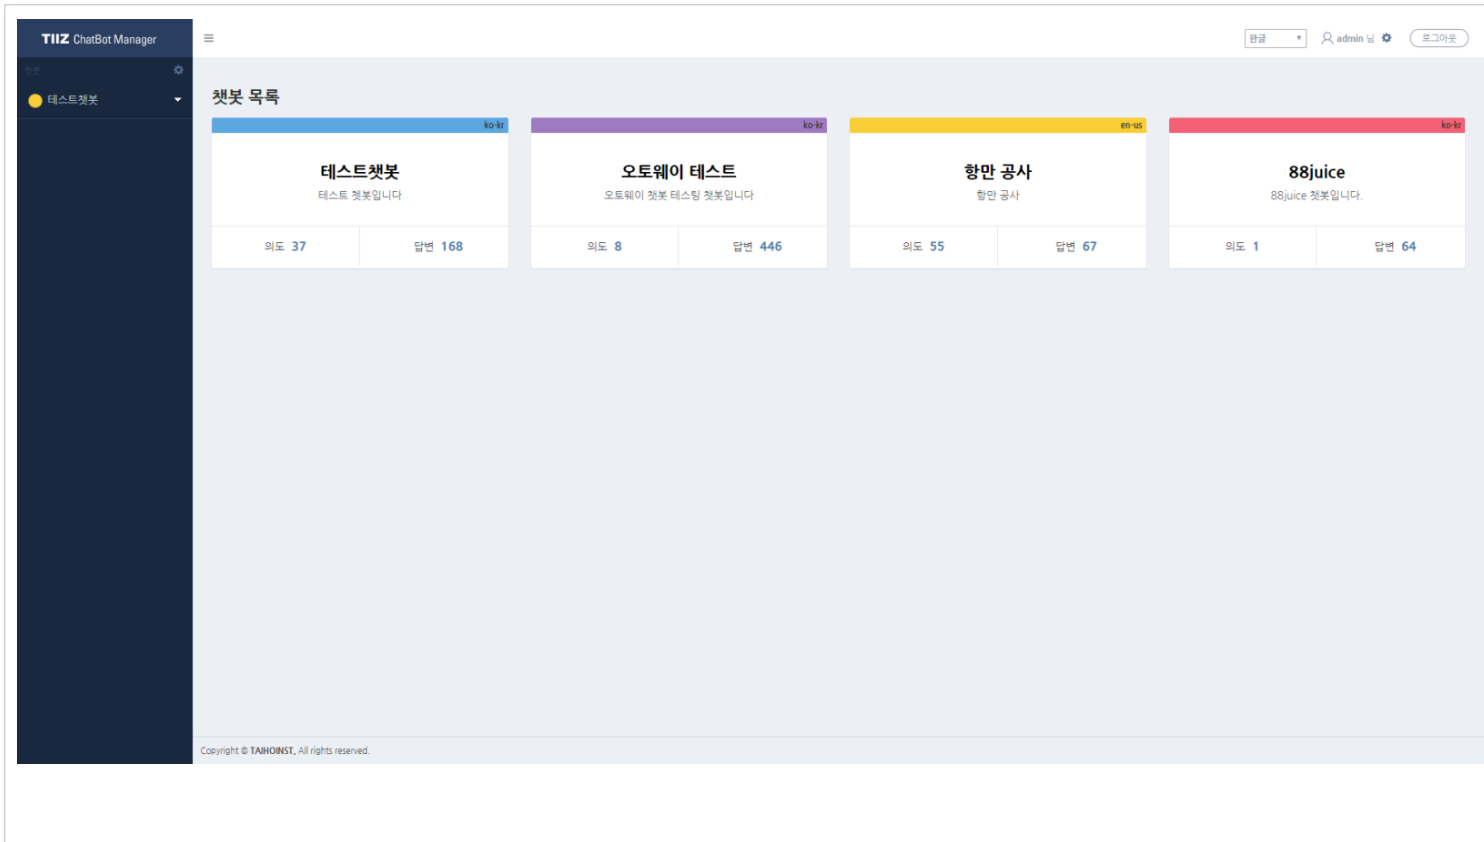 TIIZ ChatBot Manager
한글
admin 님
로그아웃
챗봇
테스트챗봇
챗봇 목록
ko-kr
테스트챗봇
테스트 챗봇입니다
의도 37
답변 168
ko-kr
오토웨이 테스트
오토웨이 챗봇 테스팅 챗봇입니다
의도 8
답변 446
en-us
항만 공사
항만 공사
의도 55
답변 67
ko-kr
88juice
88juice 챗봇입니다.
의도 1
답변 64
Copyright © TAIHOINST, All rights reserved.